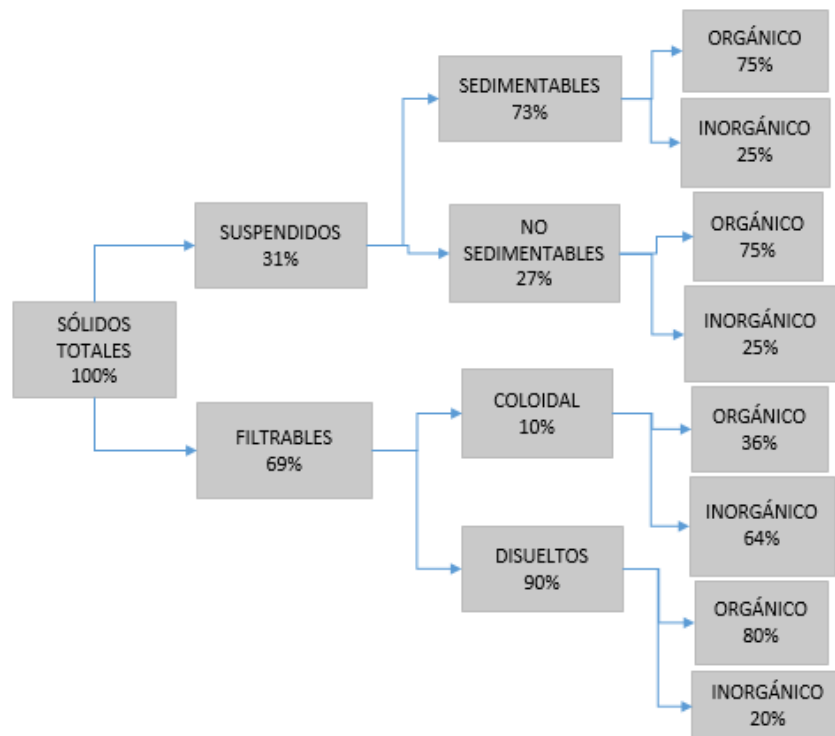 SÓLIDOS
TOTALES
100%
SUSPENDIDOS
31%
SEDIMENTABLES
73%
ORGÁNICO
75%
INORGÁNICO
25%
NO
SEDIMENTABLES
27%
ORGÁNICO
75%
INORGÁNICO
25%
FILTRABLES
69%
COLOIDAL
10%
ORGÁNICO
36%
INORGÁNICO
64%
DISUELTOS
90%
ORGÁNICO
80%
INORGÁNICO
20%